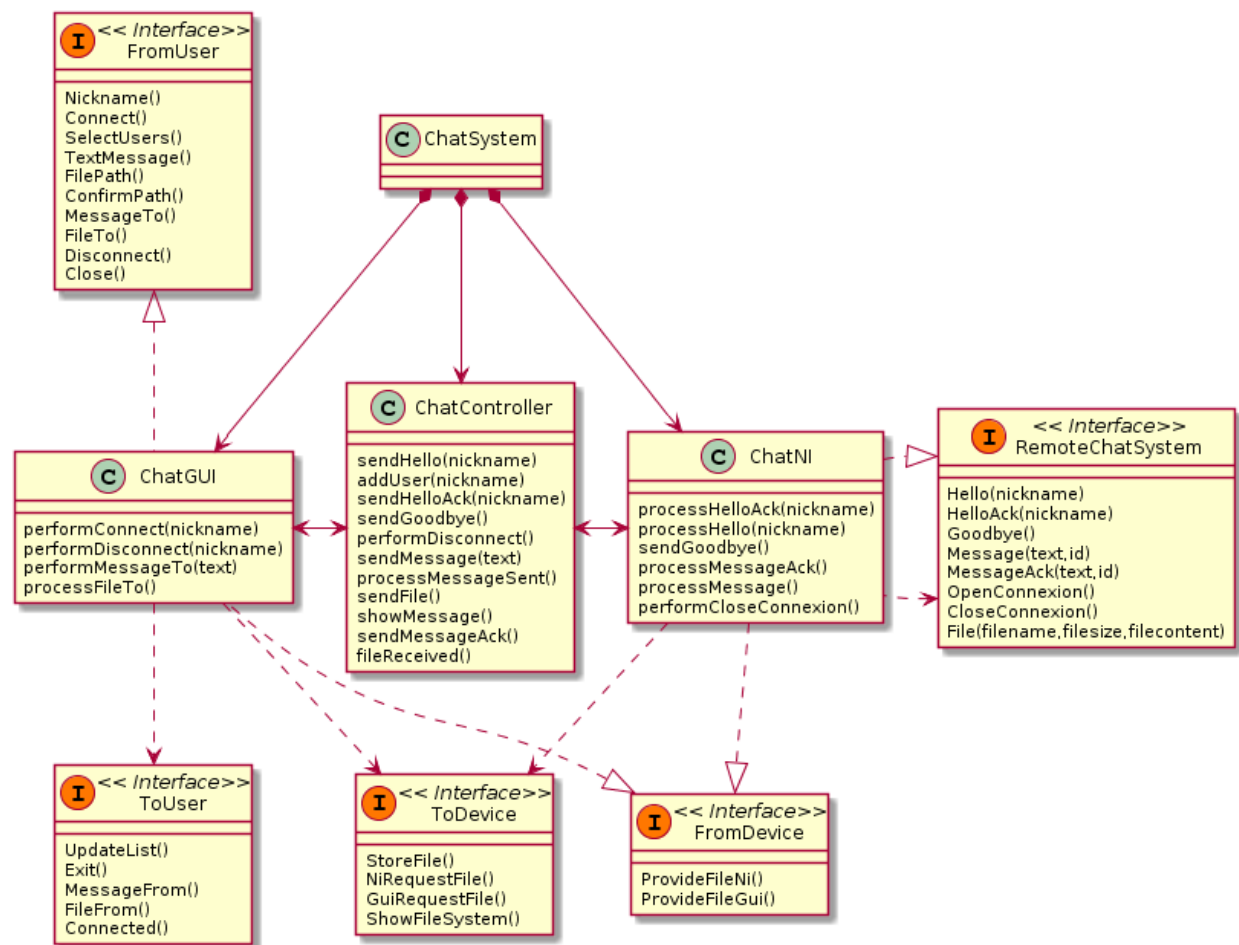 I
<< Interface>>
FromUser
Nickname()
Connect()
SelectUsers()
TextMessage()
FilePath()
ConfirmPath()
MessageTo()
FileTo()
Disconnect()
Close()
C ChatSystem
C ChatGUI
performConnect(nickname)
performDisconnect(nickname)
performMessageTo(text)
processFileTo()
C ChatController
sendHello(nickname)
addUser(nickname)
sendHelloAck(nickname)
sendGoodbye()
performDisconnect()
sendMessage(text)
processMessageSent()
sendFile()
showMessage()
sendMessageAck()
fileReceived()
C ChatNI
processHelloAck(nickname)
processHello(nickname)
sendGoodbye()
processMessageAck()
processMessage()
performCloseConnexion()
I
<< Interface>>
RemoteChatSystem
Hello(nickname)
HelloAck(nickname)
Goodbye()
Message(text,id)
MessageAck(text,id)
OpenConnexion()
CloseConnexion()
File(filename,filesize,filecontent)
I
<< Interface>>
ToUser
UpdateList()
Exit()
MessageFrom()
FileFrom()
Connected()
I
<< Interface>>
ToDevice
StoreFile()
NiRequestFile()
GuiRequestFile()
ShowFileSystem()
I
<< Interface>>
FromDevice
ProvideFileNi()
ProvideFileGui()